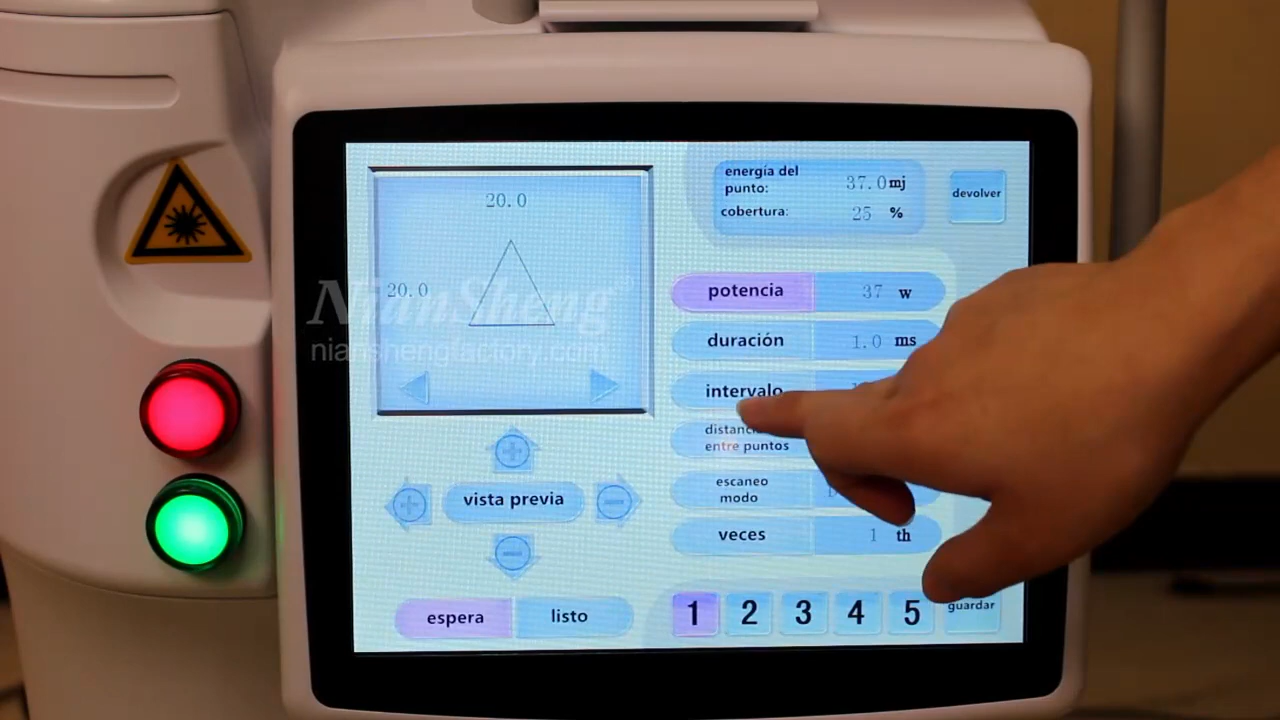 20.0
20.0
NianSheng
nianshengfactory.com
energía del
punto: 37.0 mj
cobertura: 25 %
devolver
potencia 37 w
duración 1.0 ms
intervalo
entre puntos
escaneo
modo
veces 1 th
vista previa
espera listo
1 2 3 4 5 guardar